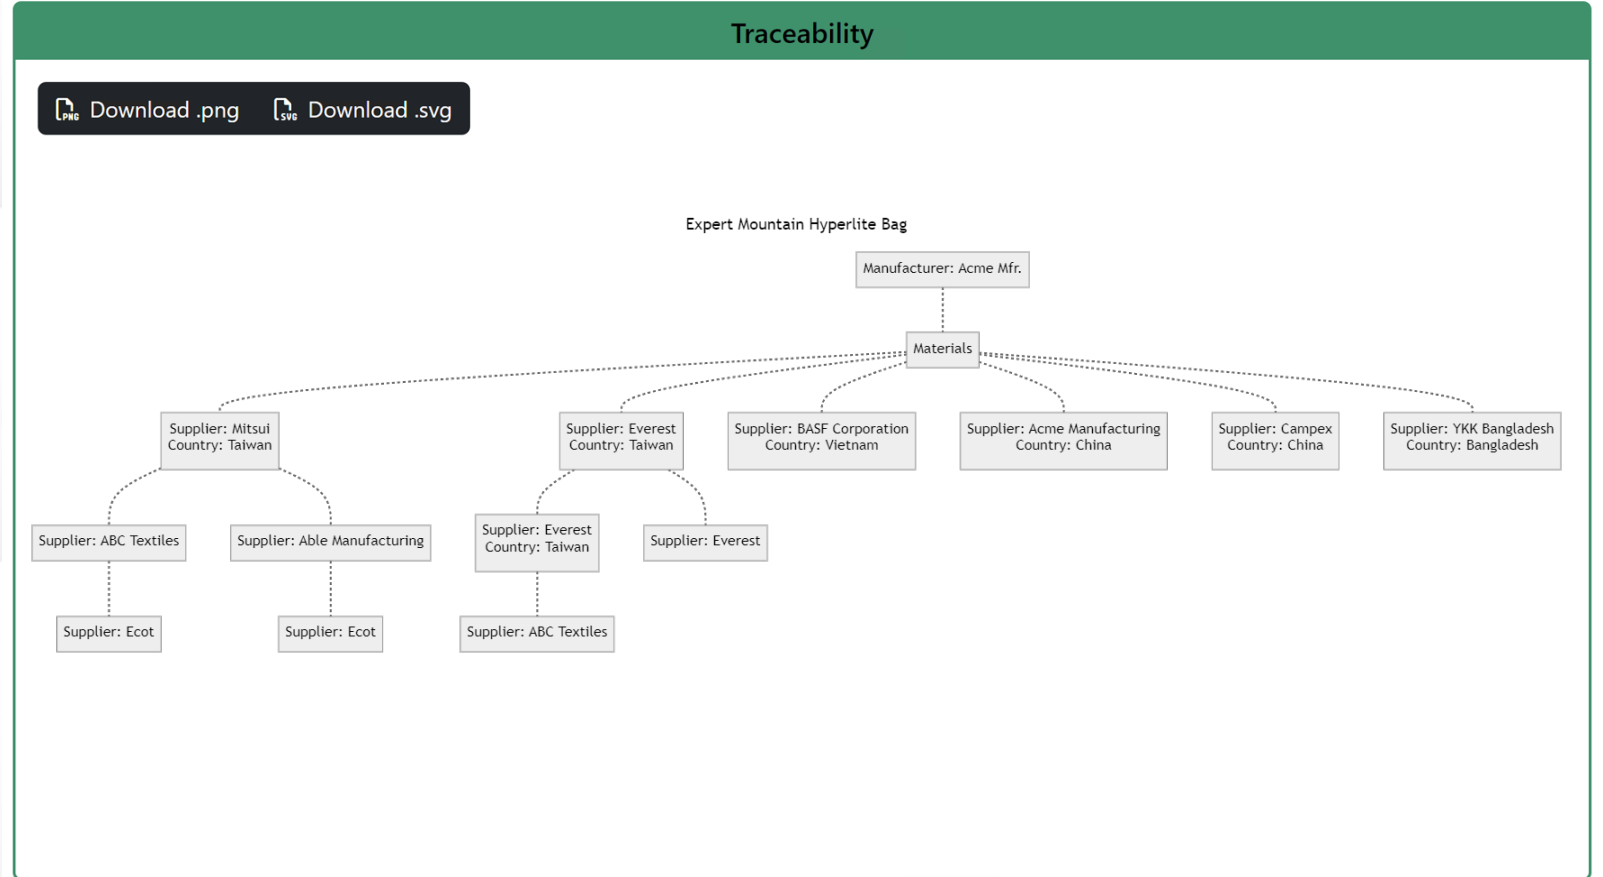 Traceability
PNG Download .png
SVG Download .svg
Expert Mountain Hyperlite Bag
Manufacturer: Acme Mfr.
Materials
Supplier: Mitsui
Country: Taiwan
Supplier: Everest
Country: Taiwan
Supplier: BASF Corporation
Country: Vietnam
Supplier: Acme Manufacturing
Country: China
Supplier: Campex
Country: China
Supplier: YKK Bangladesh
Country: Bangladesh
Supplier: ABC Textiles
Supplier: Able Manufacturing
Supplier: Everest
Country: Taiwan
Supplier: Everest
Supplier: Ecot
Supplier: Ecot
Supplier: ABC Textiles